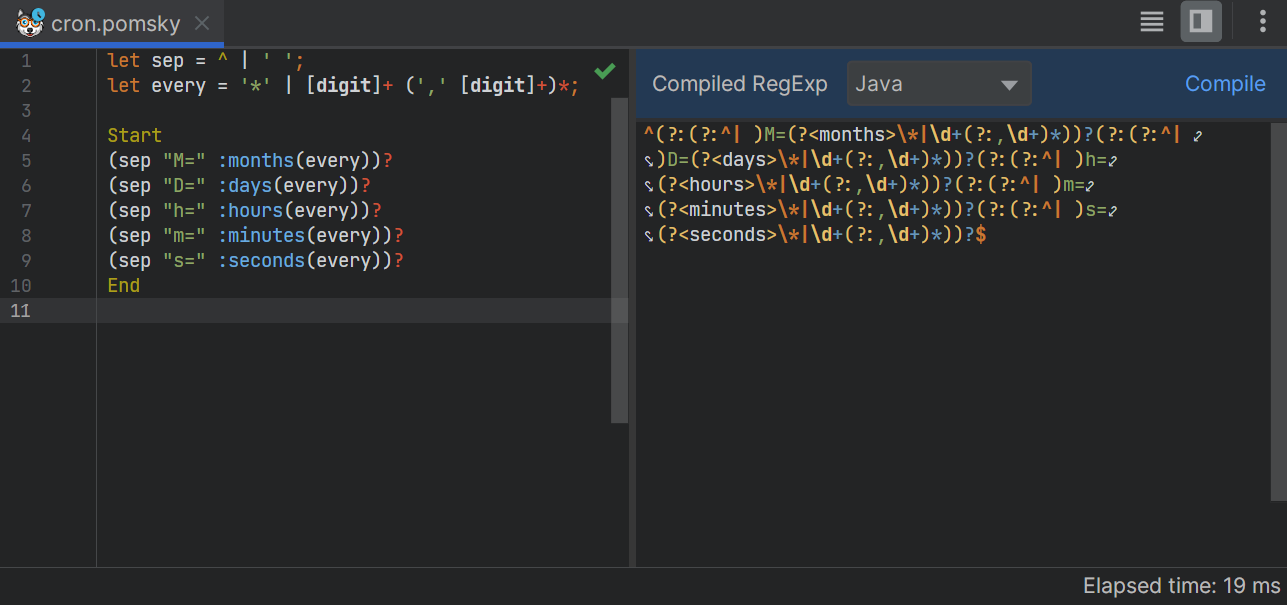 cron.pomsky
1 let sep = ^ | ' ';
2 let every = '*' | [digit]+ (',' [digit]+)*;
3
4 Start
5 (sep "M=" :months(every))?
6 (sep "D=" :days(every))?
7 (sep "h=" :hours(every))?
8 (sep "m=" :minutes(every))?
9 (sep "s=" :seconds(every))?
10 End
11
Compiled RegExp Java Compile
^(?:(?:^| )M=(?<months>\*|\d+(?:,\d+)*))?(?:(?:^| 
)D=(?<days>\*|\d+(?:,\d+)*))?(?:(?:^| )h=
(?<hours>\*|\d+(?:,\d+)*))?(?:(?:^| )m=
(?<minutes>\*|\d+(?:,\d+)*))?(?:(?:^| )s=
(?<seconds>\*|\d+(?:,\d+)*))?$
Elapsed time: 19 ms